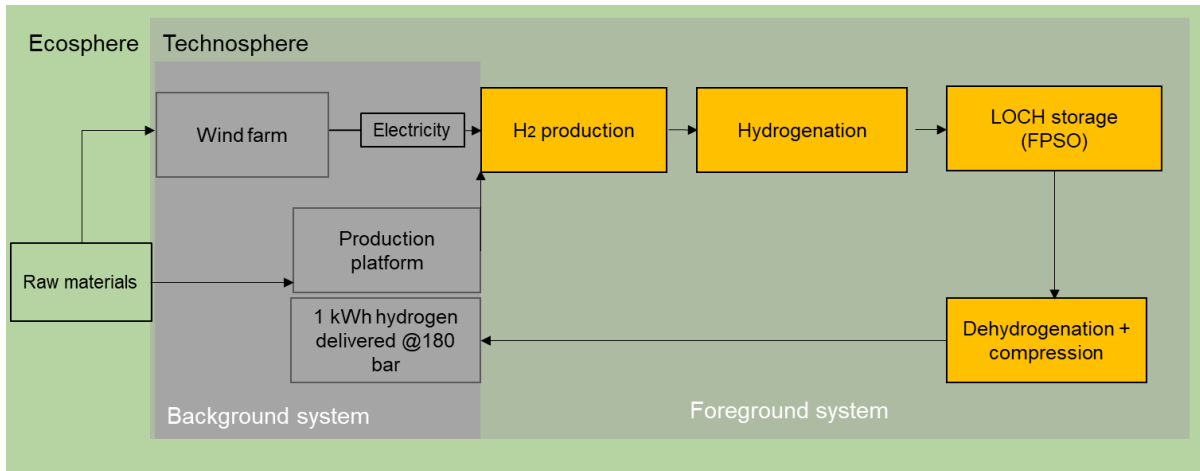 Ecosphere
Technosphere
Wind farm
Electricity
H2 production
Hydrogenation
LOCH storage
(FPSO)
Production
platform
Raw materials
1 kWh hydrogen
delivered @180
bar
Dehydrogenation +
compression
Background system
Foreground system